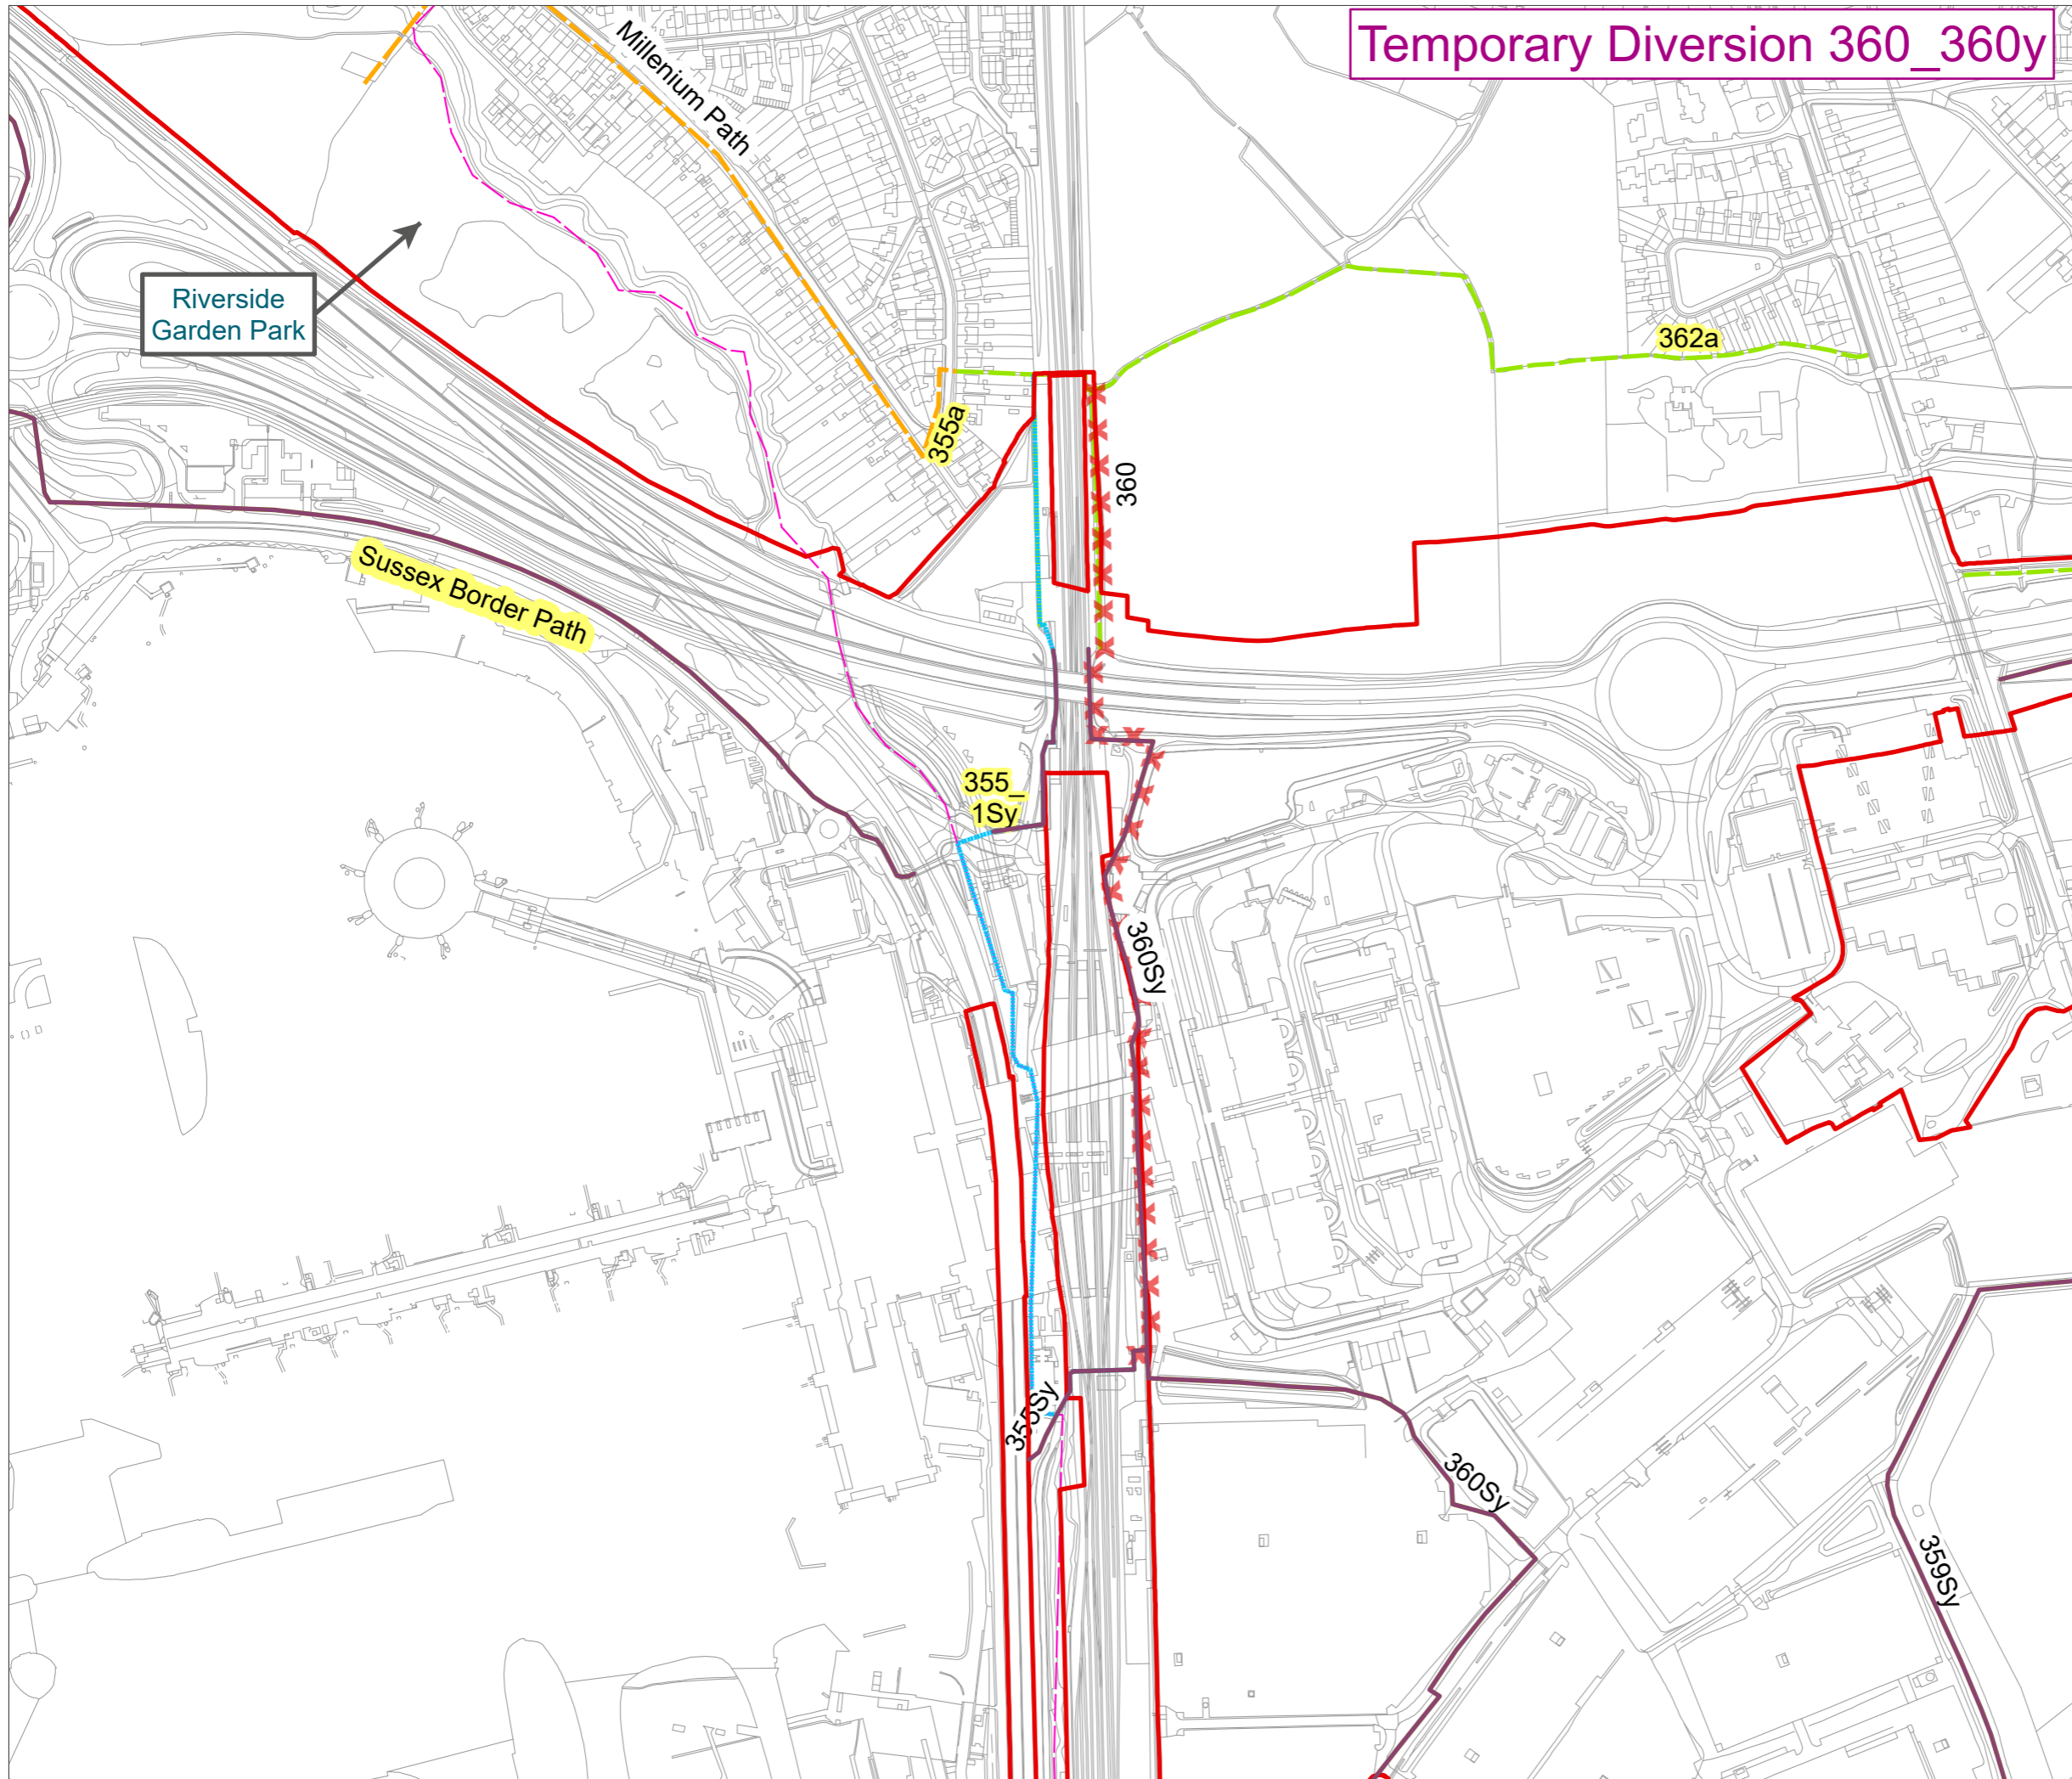 Temporary Diversion 360_360y
Millenium Path
Riverside
Garden Park
362a
355a
360
Sussex Border Path
355_
1Sy
360Sy
355Sy
360Sy
359Sy